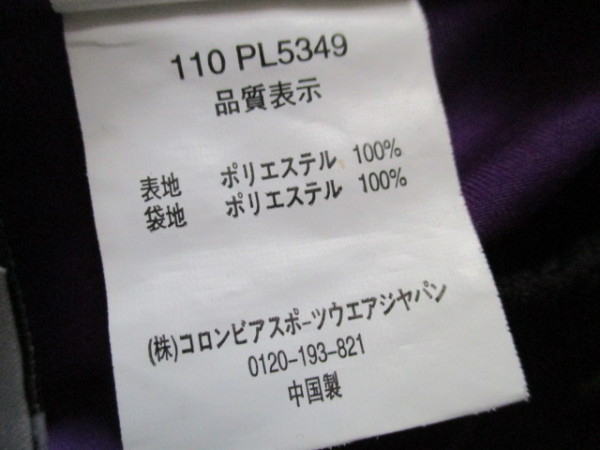 110 PL5349
品質表示
表地 ポリエステル 100%
袋地 ポリエステル 100%
(株)コロンビアスポーツウエアジヤパン
0120-193-821
中国製